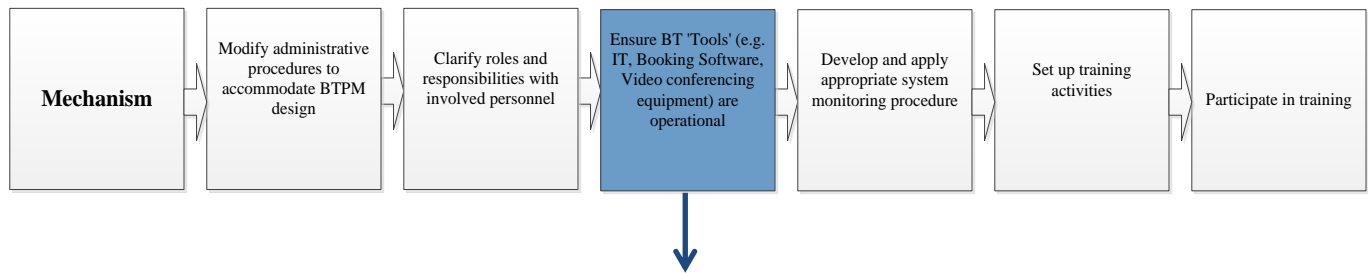 Mechanism
Modify administrative
procedures to
accommodate BTPM
design
Clarify roles and
responsibilities with
involved personnel
Ensure BT 'Tools' (e.g.
IT, Booking Software,
Video conferencing
equipment) are
operational
Develop and apply
appropriate system
monitoring procedure
Set up training
activities
Participate in training